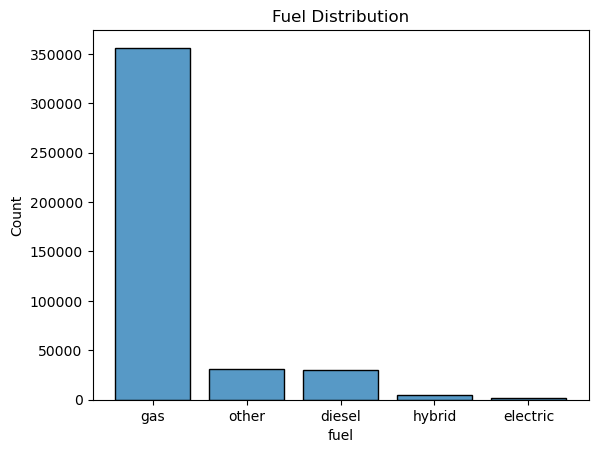 Fuel Distribution
Count
350000
300000
250000
200000
150000
100000
50000
0
gas other diesel hybrid electric
fuel